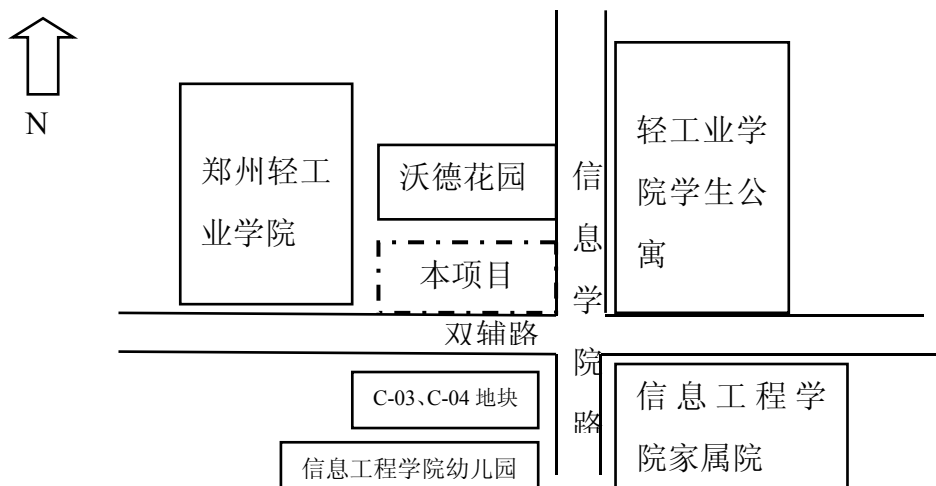 N
郑州轻工
业学院
沃德花园
本项目
信息学院路
轻工业学
院学生公
寓
双辅路
C-03、C-04 地块
信息工程学院幼儿园
信息工程学
院家属院